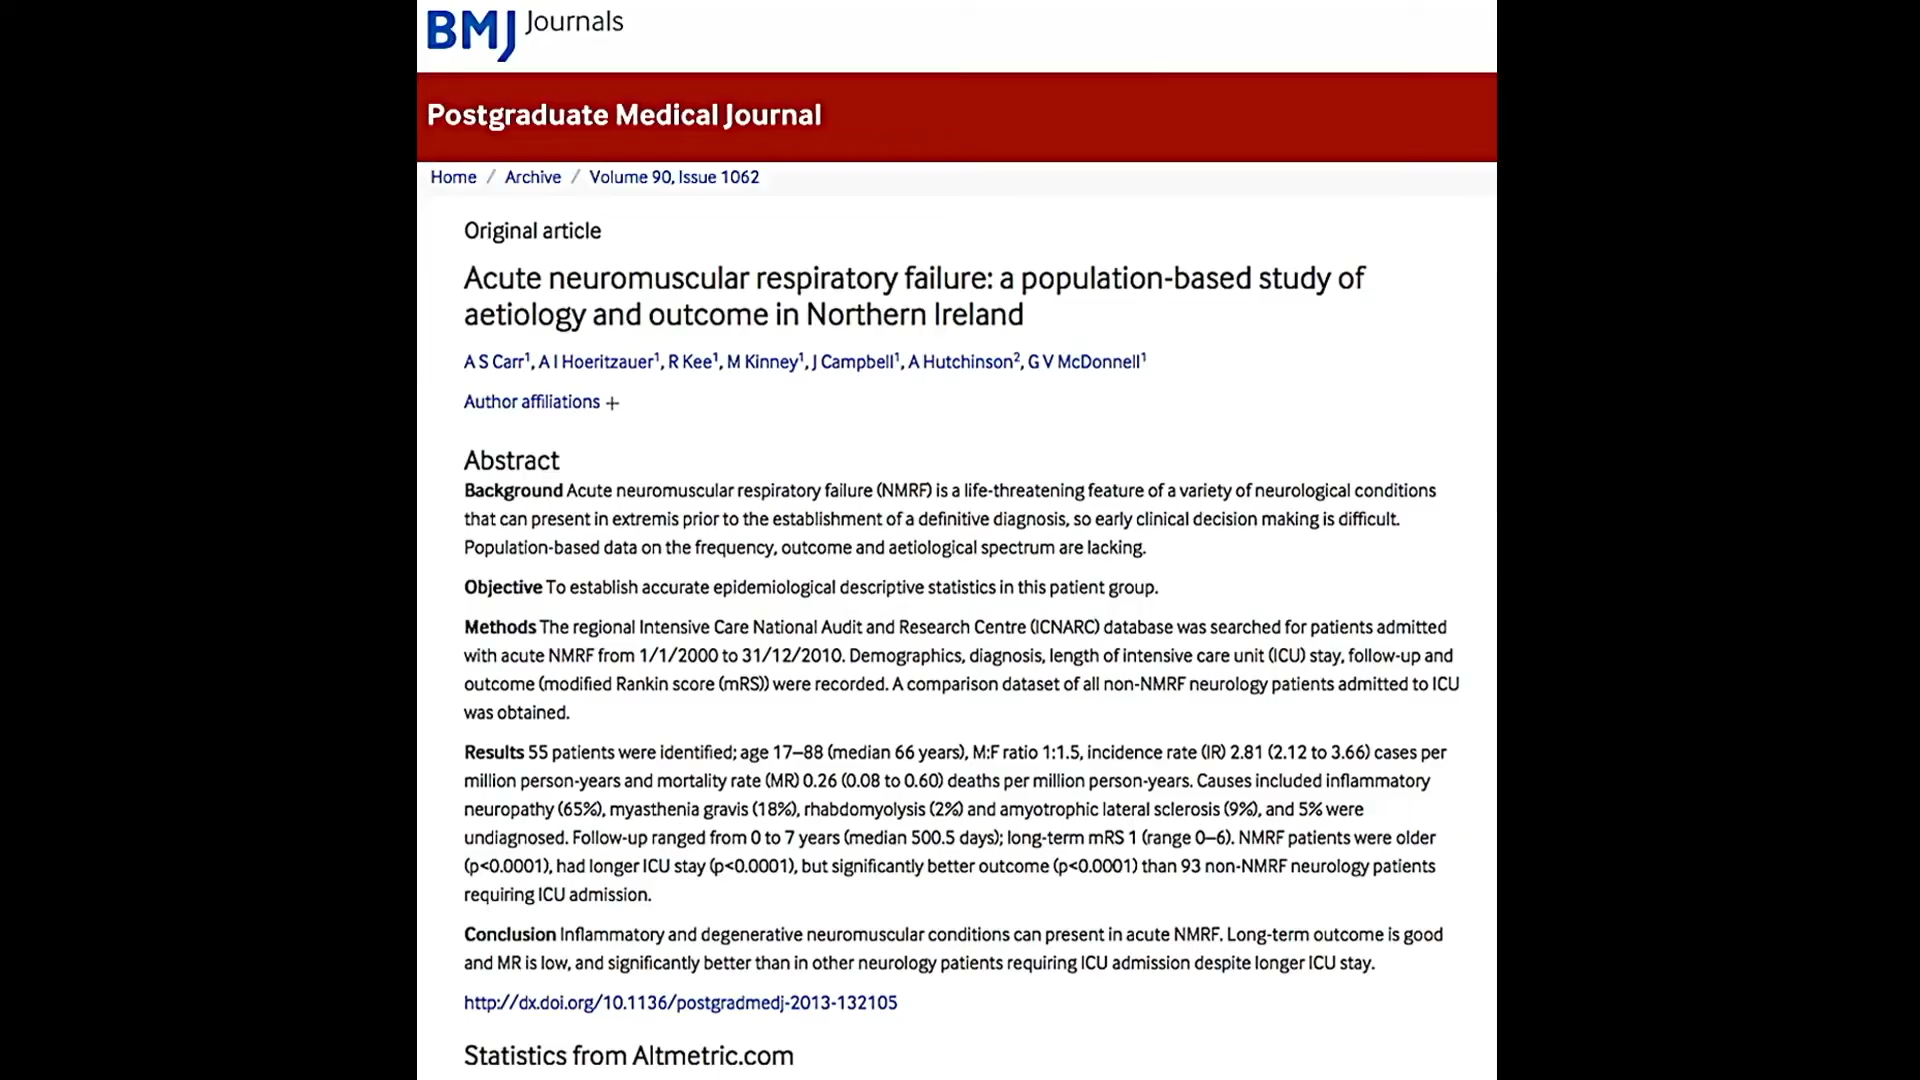 BMJ Journals
Postgraduate Medical Journal
Home / Archive / Volume 90, Issue 1062
Original article
Acute neuromuscular respiratory failure: a population-based study of
aetiology and outcome in Northern Ireland
A S Carr1, A I Hoeritzauer1, R Kee1, M Kinney1, J Campbell1, A Hutchinson2, G V McDonnell1
Author affiliations +
Abstract
Background Acute neuromuscular respiratory failure (NMRF) is a life-threatening feature of a variety of neurological conditions
that can present in extremis prior to the establishment of a definitive diagnosis, so early clinical decision making is difficult.
Population-based data on the frequency, outcome and aetiological spectrum are lacking.
Objective To establish accurate epidemiological descriptive statistics in this patient group.
Methods The regional Intensive Care National Audit and Research Centre (ICNARC) database was searched for patients admitted
with acute NMRF from 1/1/2000 to 31/12/2010. Demographics, diagnosis, length of intensive care unit (ICU) stay, follow-up and
outcome (modified Rankin score (mRS)) were recorded. A comparison dataset of all non-NMRF neurology patients admitted to ICU
was obtained.
Results 55 patients were identified; age 17–88 (median 66 years), M:F ratio 1:1.5, incidence rate (IR) 2.81 (2.12 to 3.66) cases per
million person-years and mortality rate (MR) 0.26 (0.08 to 0.60) deaths per million person-years. Causes included inflammatory
neuropathy (65%), myasthenia gravis (18%), rhabdomyolysis (2%) and amyotrophic lateral sclerosis (9%), and 5% were
undiagnosed. Follow-up ranged from 0 to 7 years (median 500.5 days); long-term mRS 1 (range 0–6). NMRF patients were older
(p<0.0001), had longer ICU stay (p<0.0001), but significantly better outcome (p<0.0001) than 93 non-NMRF neurology patients
requiring ICU admission.
Conclusion Inflammatory and degenerative neuromuscular conditions can present in acute NMRF. Long-term outcome is good
and MR is low, and significantly better than in other neurology patients requiring ICU admission despite longer ICU stay.
http://dx.doi.org/10.1136/postgradmedj-2013-132105
Statistics from Altmetric.com